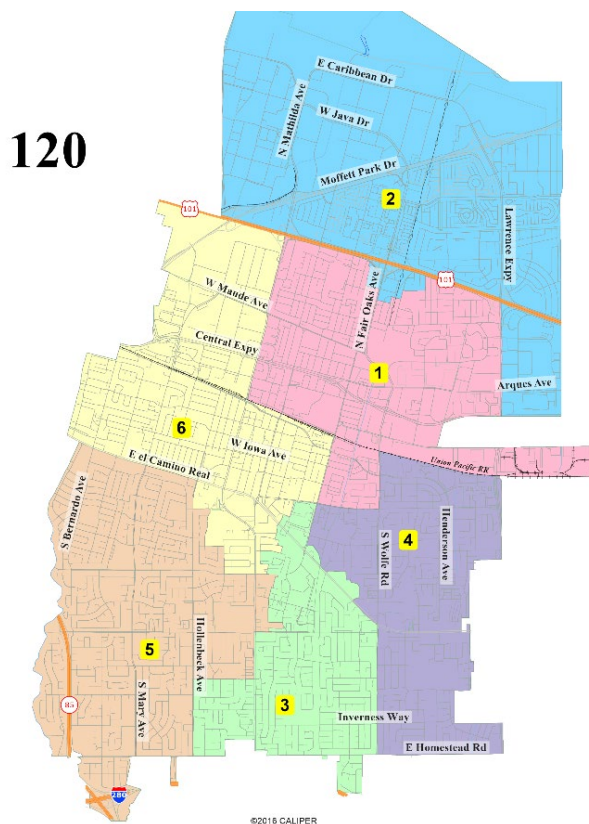 E Caribbean Dr
N Mathilda Ave
W Java Dr
120
Moffett Park Dr
2
101
Lawrence Expy
W Maude Ave
N Fair Oaks Ave
101
Central Expy
1
Arques Ave
6
W Iowa Ave
E el Camino Real
Union Pacific RR
S Bernardo Ave
S Wolfe Rd
4
Henderson Ave
Hollenbeck Ave
5
S Mary Ave
85
3
Inverness Way
E Homestead Rd
280
©2016 CALIPER